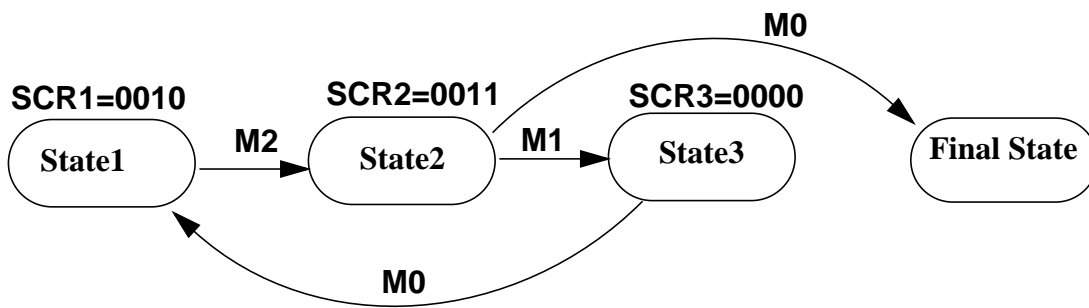 M0
SCR1=0010
SCR2=0011
SCR3=0000
State1
M2
State2
M1
State3
Final State
M0